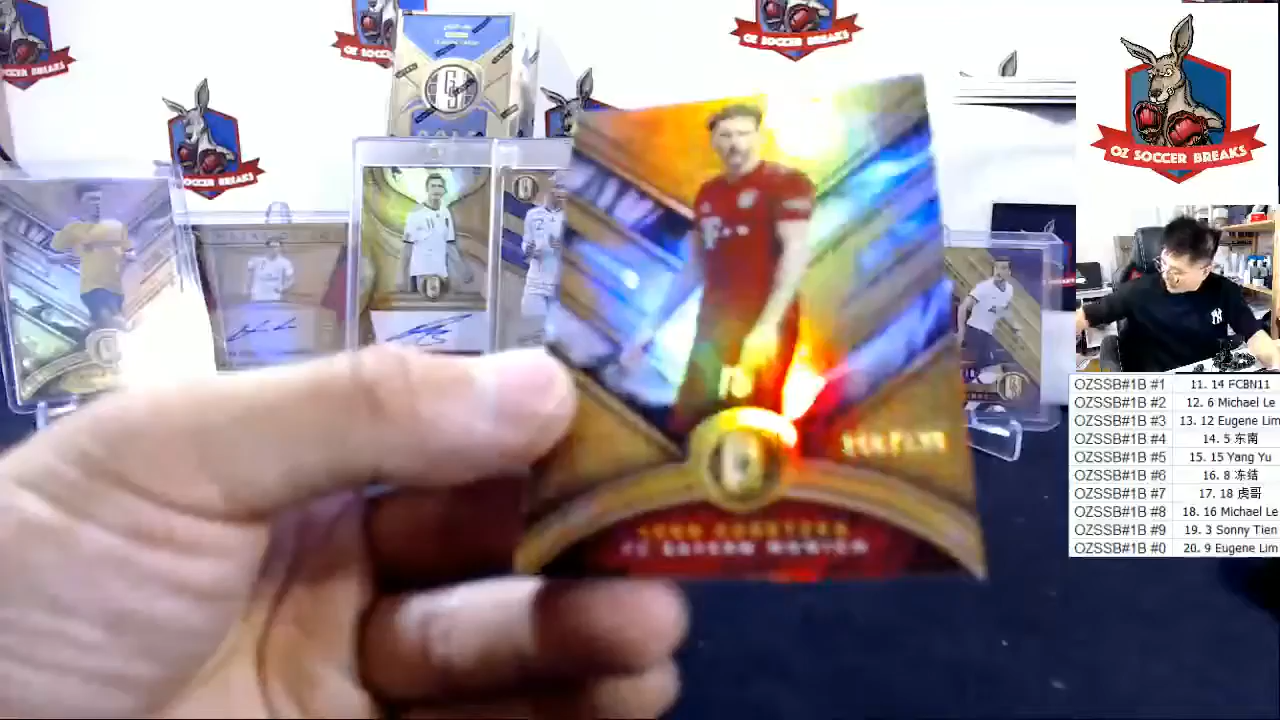 OZ SOCCER BREAKS
SOCCER BREAKS
OZ SOCCER BREAKS
FC BAYERN MUNICH
OZSSB#1B #1 11. 14 FCBN11
OZSSB#1B #2 12. 6 Michael Le
OZSSB#1B #3 13. 12 Eugene Lim
OZSSB#1B #4 14. 5 东南
OZSSB#1B #5 15. 15 Yang Yu
OZSSB#1B #6 16. 8 冻结
OZSSB#1B #7 17. 18 虎哥
OZSSB#1B #8 18. 16 Michael Le
OZSSB#1B #9 19. 3 Sonny Tien
OZSSB#1B #0 20. 9 Eugene Lim